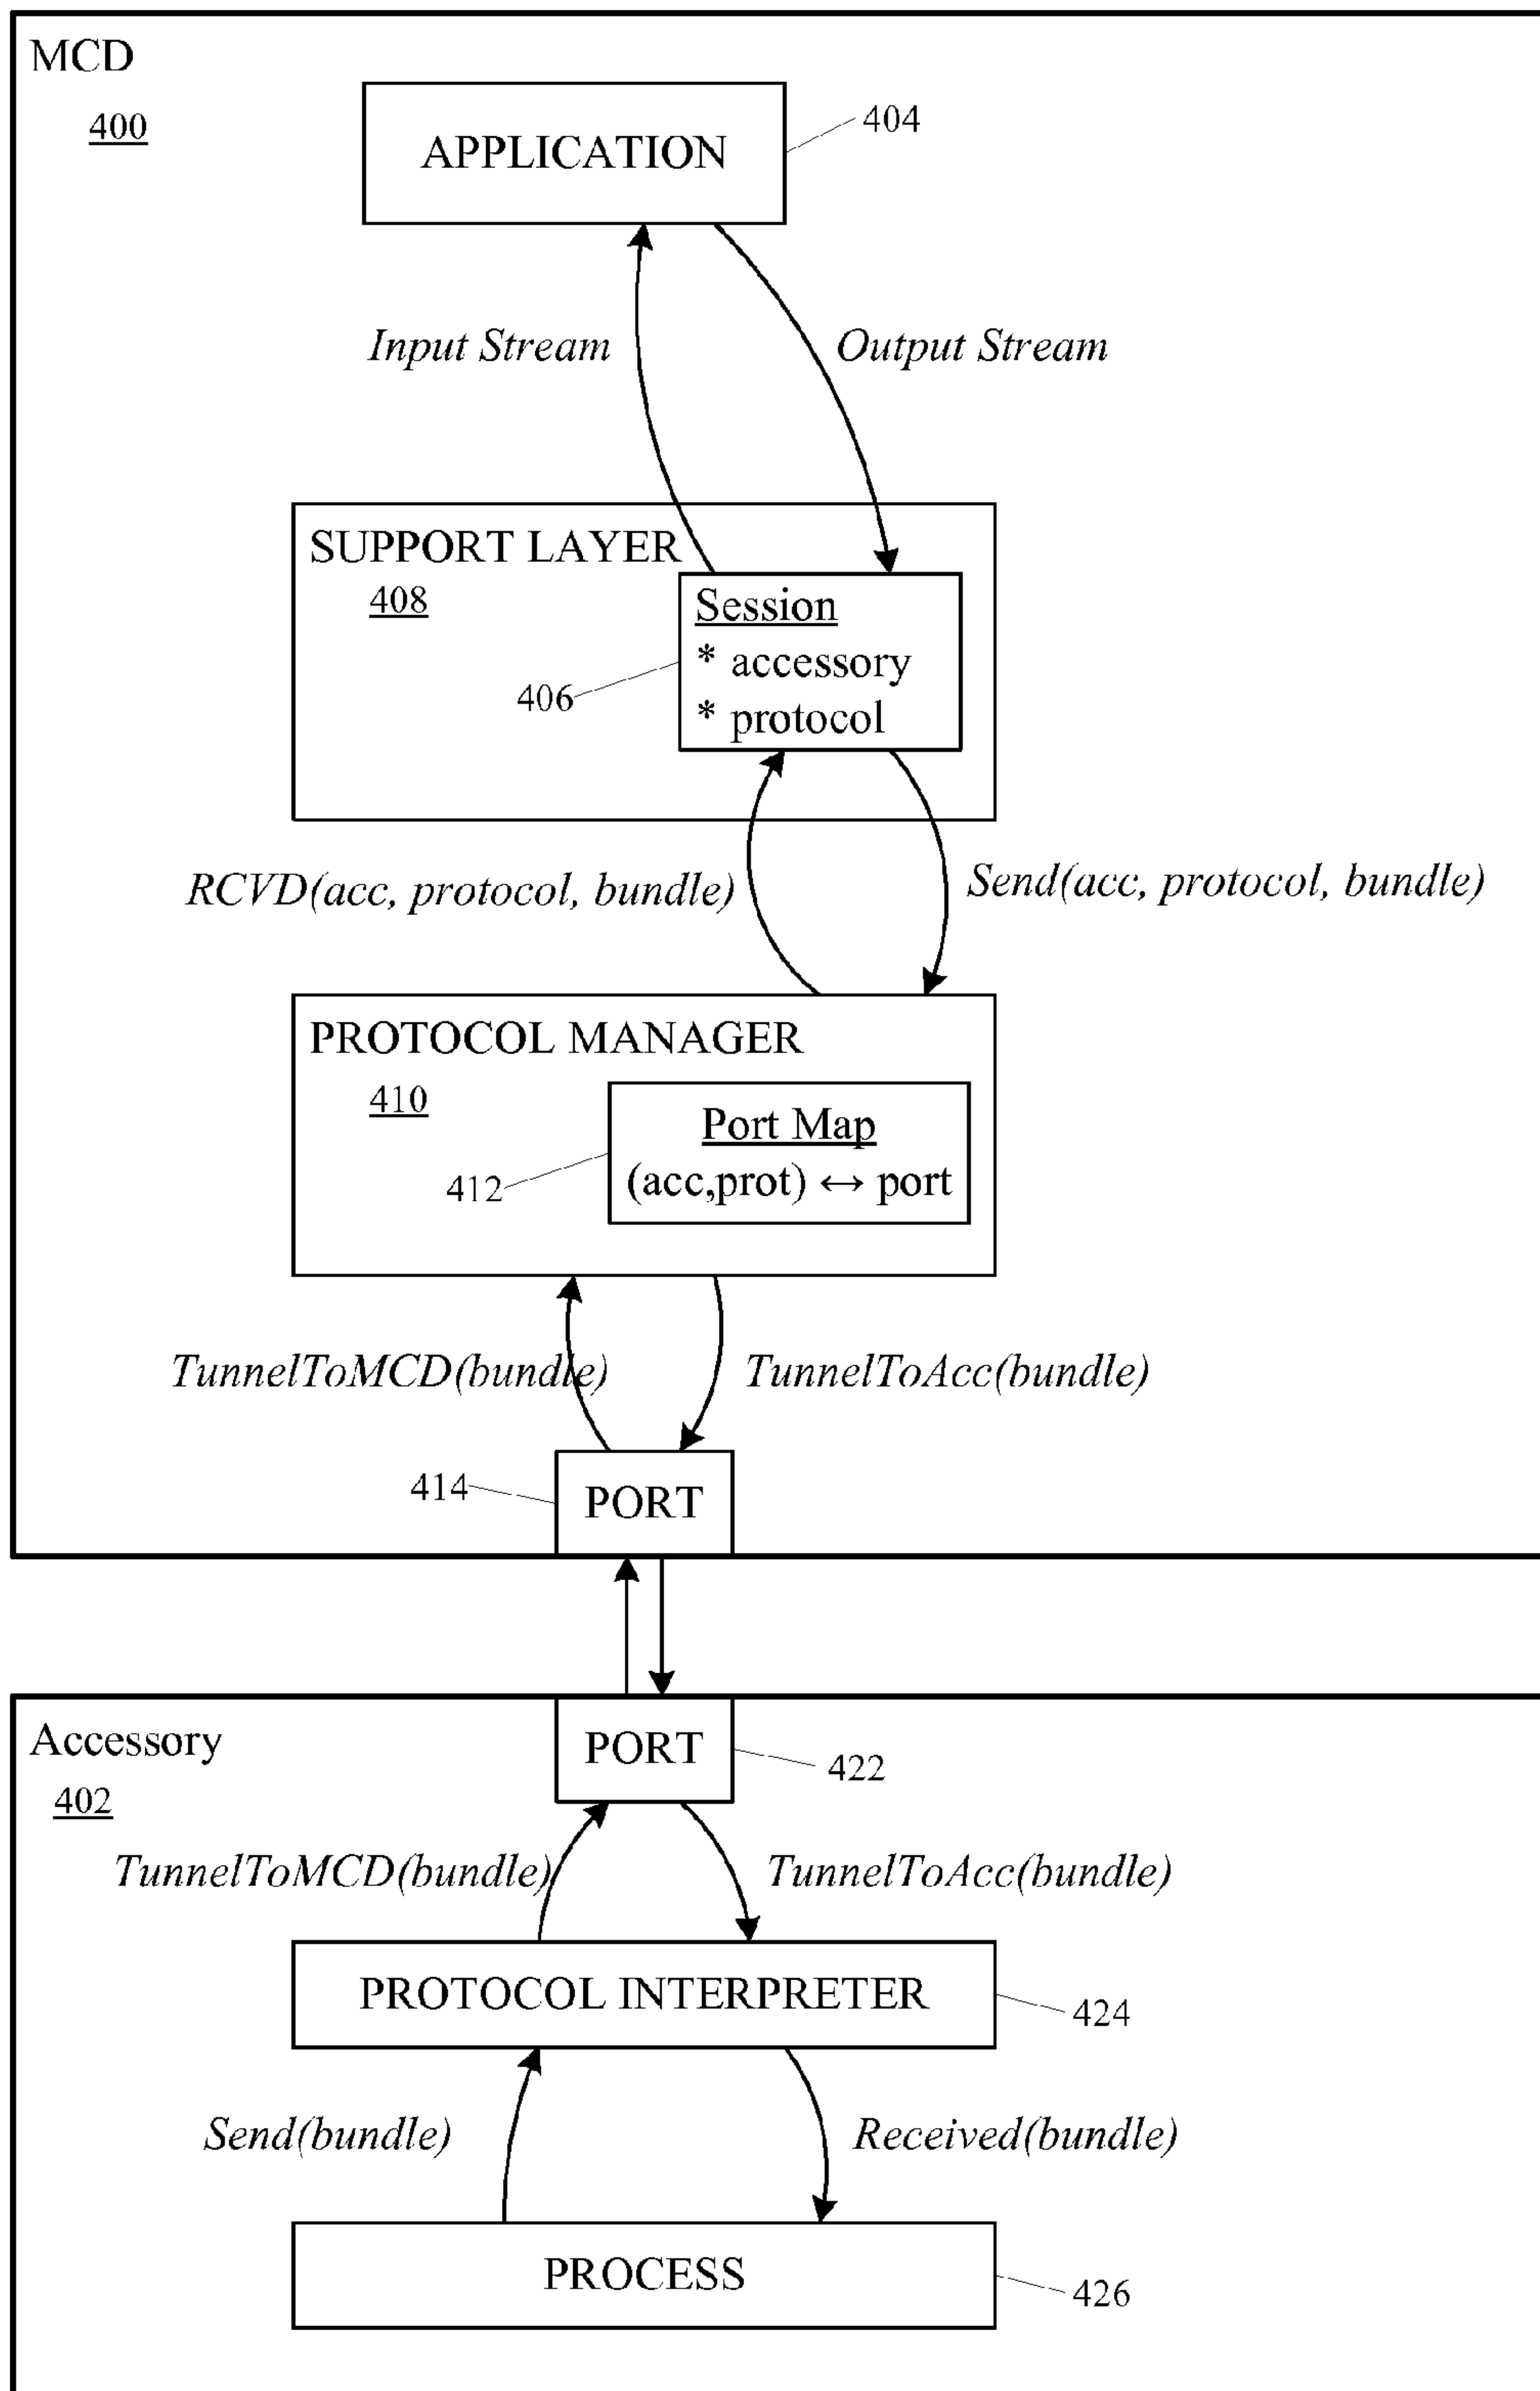 MCD
400
APPLICATION
404
Input Stream
Output Stream
SUPPORT LAYER
408
Session
* accessory
* protocol
406
RCVD(acc, protocol, bundle)
Send(acc, protocol, bundle)
PROTOCOL MANAGER
410
Port Map
(acc,prot) ↔ port
412
TunnelToMCD(bundle)
TunnelToAcc(bundle)
414
PORT
Accessory
402
PORT
422
TunnelToMCD(bundle)
TunnelToAcc(bundle)
PROTOCOL INTERPRETER
424
Send(bundle)
Received(bundle)
PROCESS
426